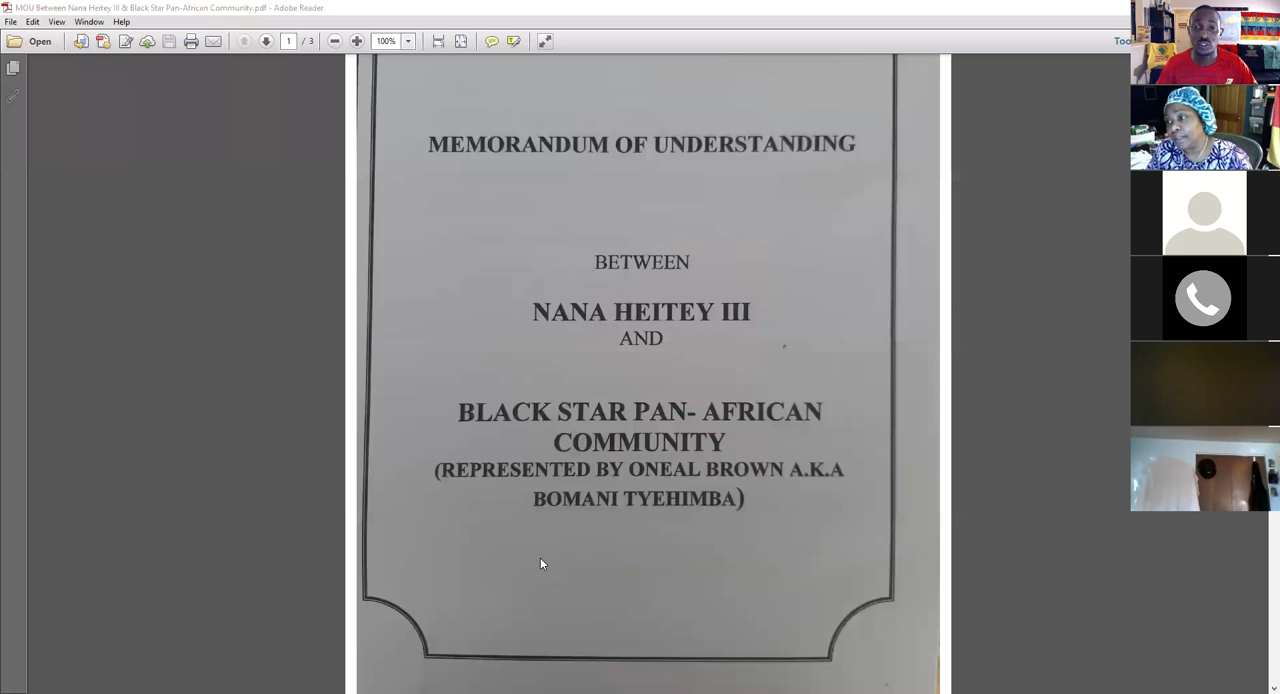 MOU Between Nana Heitey III & Black Star Pan-African Community.pdf - Adobe Reader
File Edit View Window Help
Open 1 / 3 100%
MEMORANDUM OF UNDERSTANDING
BETWEEN
NANA HEITEY III
AND
BLACK STAR PAN- AFRICAN
COMMUNITY
(REPRESENTED BY ONEAL BROWN A.K.A
BOMANI TYEHIMBA)